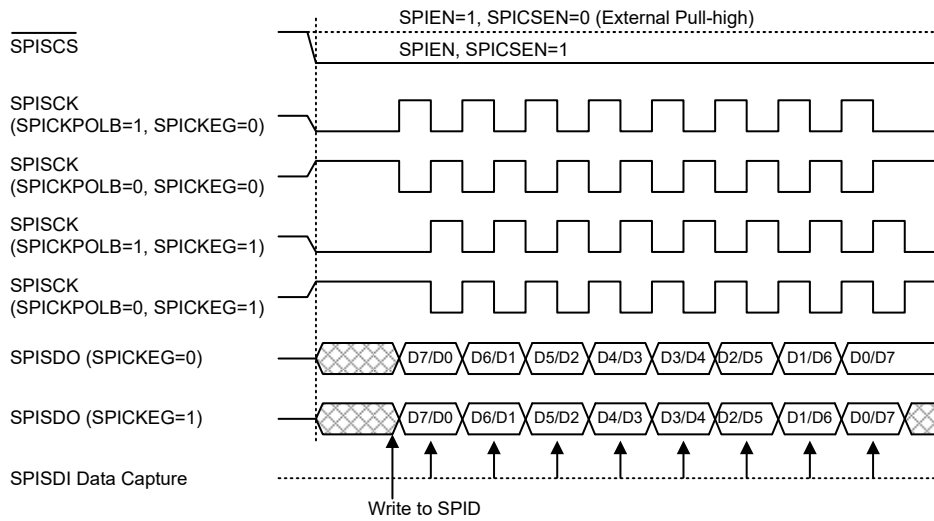 SPIEN=1, SPICSEN=0 (External Pull-high)
SPISCS
SPIEN, SPICSEN=1
SPISCK
(SPICKPOLB=1, SPICKEG=0)
SPISCK
(SPICKPOLB=0, SPICKEG=0)
SPISCK
(SPICKPOLB=1, SPICKEG=1)
SPISCK
(SPICKPOLB=0, SPICKEG=1)
SPISDO (SPICKEG=0) D7/D0 D6/D1 D5/D2 D4/D3 D3/D4 D2/D5 D1/D6 D0/D7
SPISDO (SPICKEG=1) D7/D0 D6/D1 D5/D2 D4/D3 D3/D4 D2/D5 D1/D6 D0/D7
SPISDI Data Capture
Write to SPID